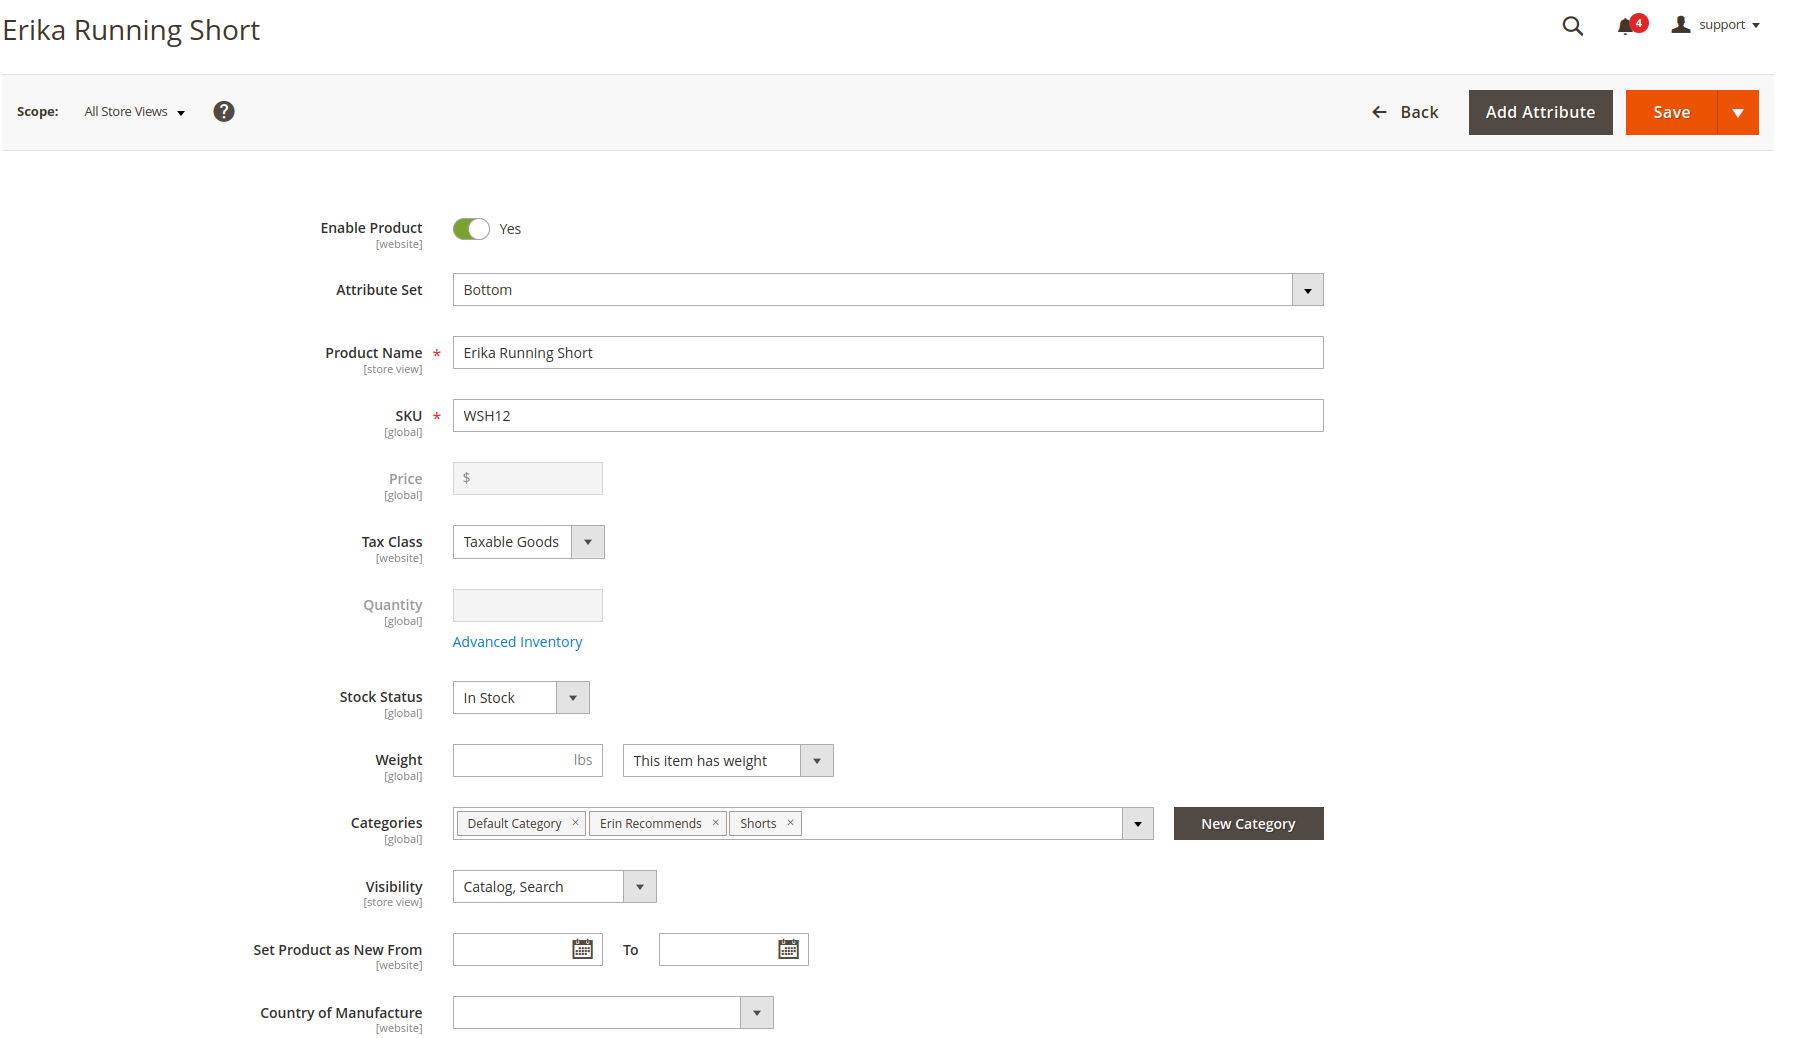 Erika Running Short
4
support
Scope: All Store Views ?
Back Add Attribute Save
Enable Product Yes
[website]
Attribute Set Bottom
Product Name * Erika Running Short
[store view]
SKU * WSH12
[global]
Price $
[global]
Tax Class Taxable Goods
[website]
Quantity
[global]
Advanced Inventory
Stock Status In Stock
[global]
Weight lbs This item has weight
[global]
Categories Default Category × Erin Recommends × Shorts × New Category
[global]
Visibility Catalog, Search
[store view]
Set Product as New From To
[website]
Country of Manufacture
[website]